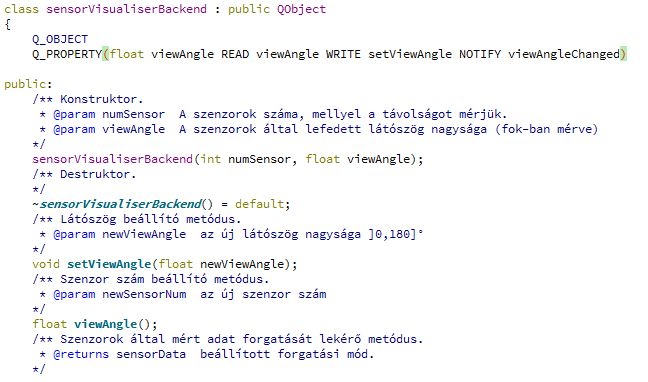 class sensorVisualiserBackend : public QObject
{
    Q_OBJECT
    Q_PROPERTY(float viewAngle READ viewAngle WRITE setViewAngle NOTIFY viewAngleChanged)
public:
    /** Konstruktor.
     * @param numSensor  A szenzorok száma, mellyel a távolságot mérjük.
     * @param viewAngle  A szenzorok által lefedett látószög nagysága (fok-ban mérve)
    */
    sensorVisualiserBackend(int numSensor, float viewAngle);
    /** Destruktor.
    */
    ~sensorVisualiserBackend() = default;
    /** Látószög beállító metódus.
     * @param newViewAngle  az új látószög nagysága ]0,180]°
    */
    void setViewAngle(float newViewAngle);
    /** Szenzor szám beállító metódus.
     * @param newSensorNum  az új szenzor szám
    */
    float viewAngle();
    /** Szenzorok által mért adat forgatását lekérő metódus.
     * @returns sensorData  beállított forgatási mód.
    */